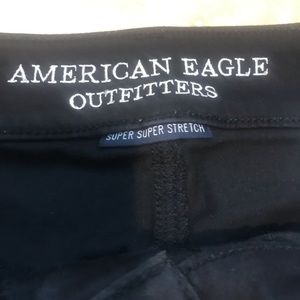 AMERICAN EAGLE
OUTFITTERS
SUPER SUPER STRETCH